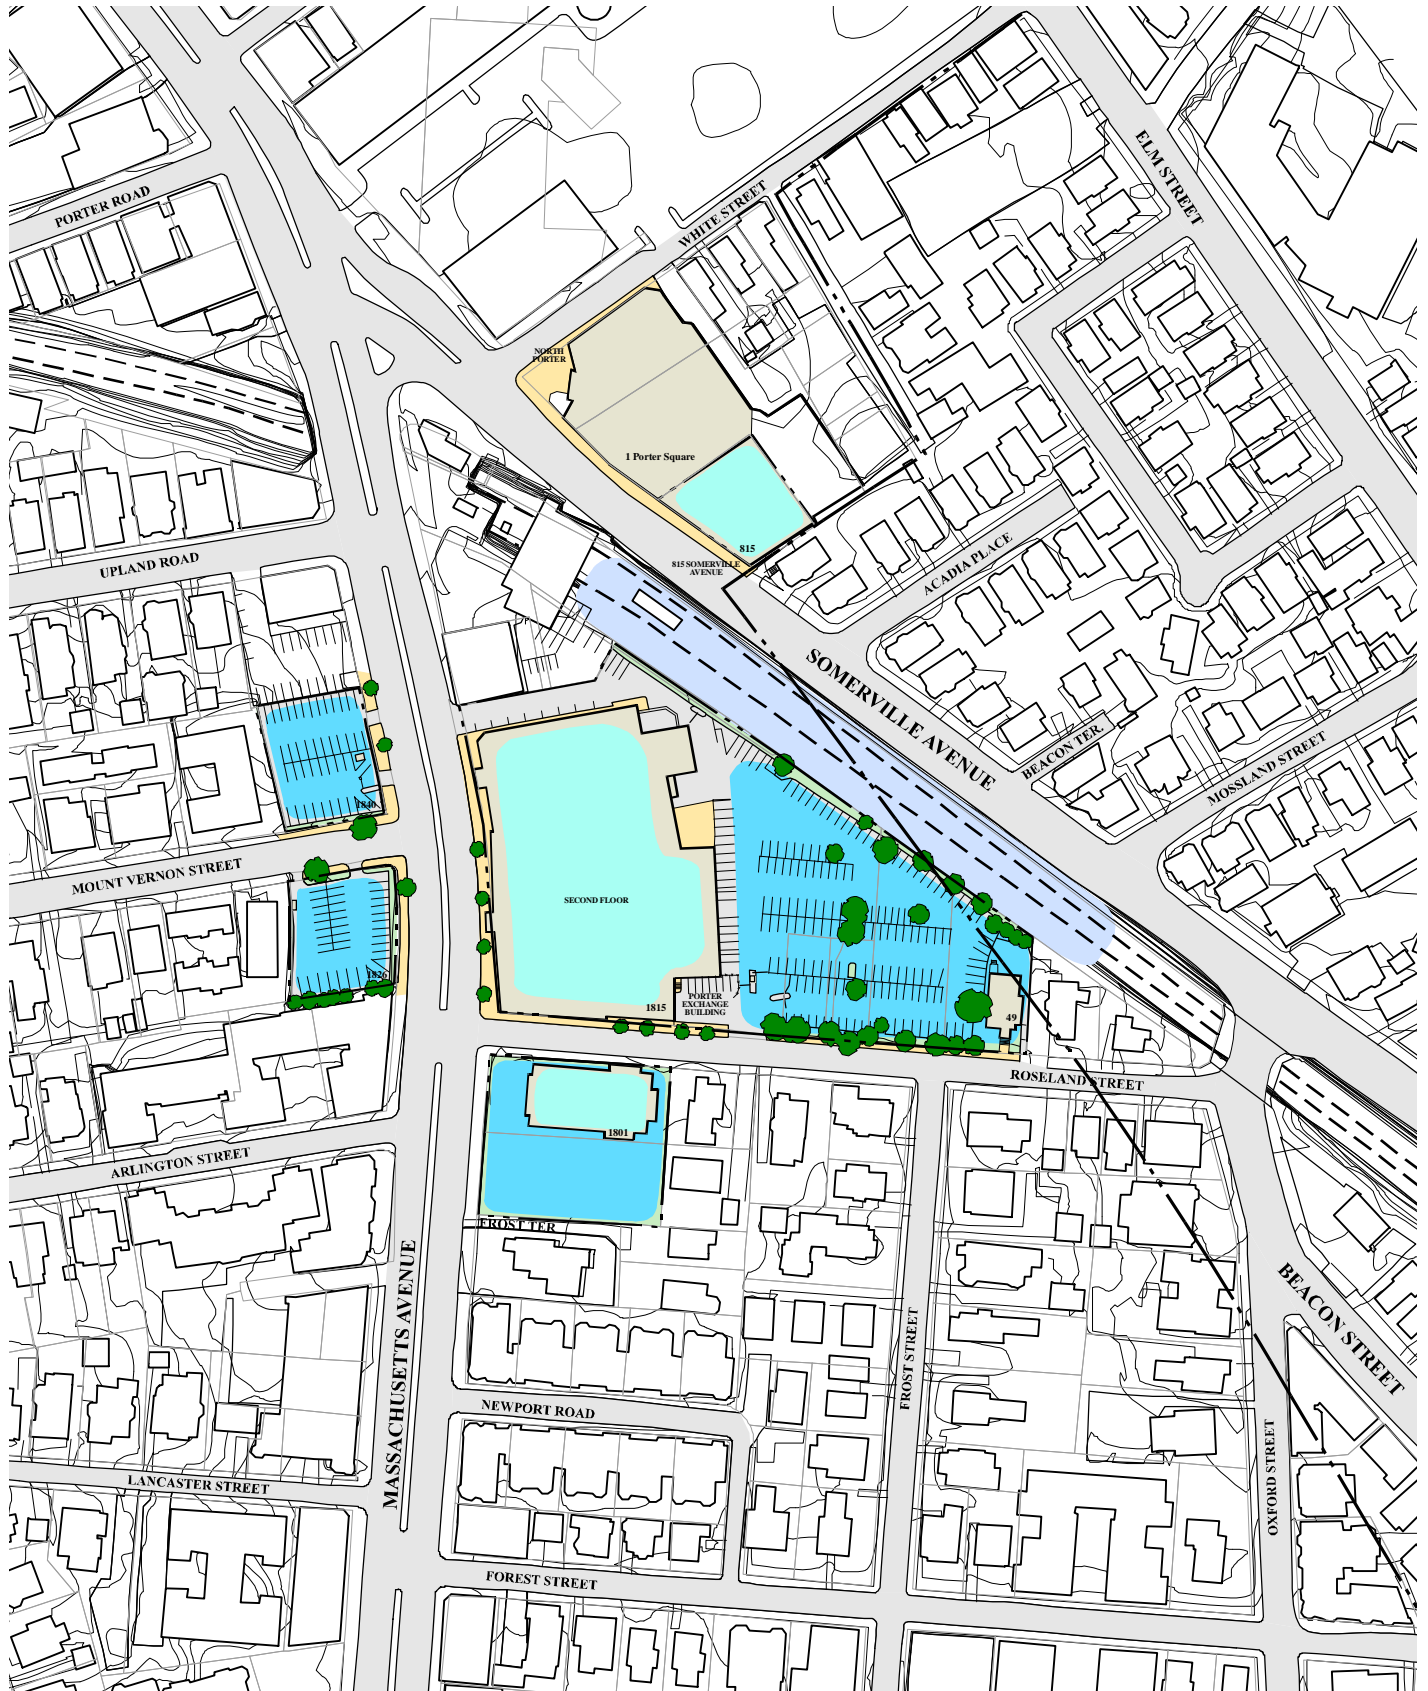 ELM STREET
PORTER ROAD
WHITE STREET
NORTH
PORTER
1 Porter Square
815
815 SOMERVILLE
AVENUE
UPLAND ROAD
ACADIA PLACE
SOMERVILLE AVENUE
BEACON TER.
MOSSLAND STREET
1840
MOUNT VERNON STREET
SECOND FLOOR
1826
1815
PORTER
EXCHANGE
BUILDING
49
ROSELAND STREET
1801
ARLINGTON STREET
FROST TER
MASSACHUSETTS AVENUE
BEACON STREET
FROST STREET
NEWPORT ROAD
OXFORD STREET
LANCASTER STREET
FOREST STREET